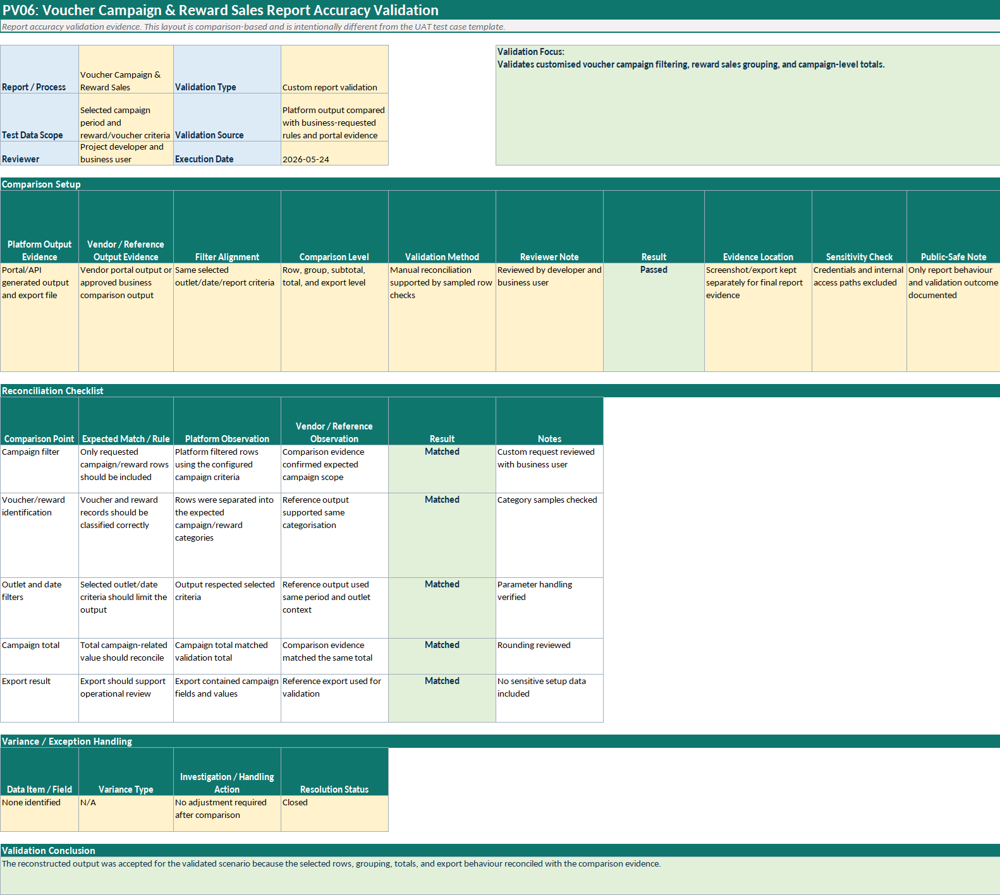 PV06: Voucher Campaign & Reward Sales Report Accuracy Validation
Report accuracy validation evidence. This layout is comparison-based and is intentionally different from the UAT test case template.
Report / Process
Voucher Campaign &
Reward Sales
Validation Type
Custom report validation
Validation Focus:
Validates customised voucher campaign filtering, reward sales grouping, and campaign-level totals.
Test Data Scope
Selected campaign
period and
reward/voucher criteria
Validation Source
Platform output compared
with business-requested
rules and portal evidence
Reviewer
Project developer and
business user
Execution Date
2026-05-24
Comparison Setup
Platform Output
Evidence
Vendor / Reference
Output Evidence
Filter Alignment
Comparison Level
Validation Method
Reviewer Note
Result
Evidence Location
Sensitivity Check
Public-Safe Note
Portal/API
generated output
and export file
Vendor portal output or
approved business
comparison output
Same selected
outlet/date/report criteria
Row, group, subtotal,
total, and export level
Manual reconciliation
supported by sampled row
checks
Reviewed by developer and
business user
Passed
Screenshot/export kept
separately for final report
evidence
Credentials and internal
access paths excluded
Only report behaviour
and validation outcome
documented
Reconciliation Checklist
Comparison Point
Expected Match / Rule
Platform Observation
Vendor / Reference
Observation
Result
Notes
Campaign filter
Only requested
campaign/reward rows
should be included
Platform filtered rows
using the configured
campaign criteria
Comparison evidence
confirmed expected
campaign scope
Matched
Custom request reviewed
with business user
Voucher/reward
identification
Voucher and reward
records should be
classified correctly
Rows were separated into
the expected
campaign/reward
categories
Reference output
supported same
categorisation
Matched
Category samples checked
Outlet and date
filters
Selected outlet/date
criteria should limit the
output
Output respected selected
criteria
Reference output used
same period and outlet
context
Matched
Parameter handling
verified
Campaign total
Total campaign-related
value should reconcile
Campaign total matched
validation total
Comparison evidence
matched the same total
Matched
Rounding reviewed
Export result
Export should support
operational review
Export contained campaign
fields and values
Reference export used for
validation
Matched
No sensitive setup data
included
Variance / Exception Handling
Data Item / Field
Variance Type
Investigation / Handling
Action
Resolution Status
None identified
N/A
No adjustment required
after comparison
Closed
Validation Conclusion
The reconstructed output was accepted for the validated scenario because the selected rows, grouping, totals, and export behaviour reconciled with the comparison evidence.